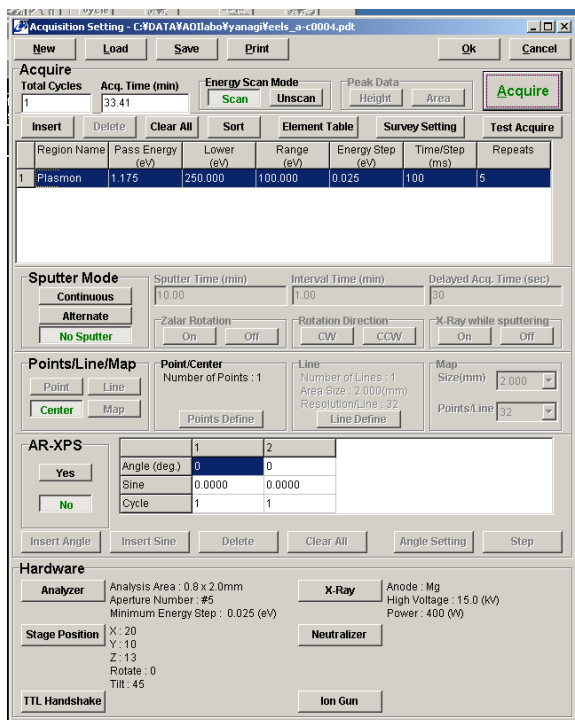 Acquisition Setting - C:¥DATA¥AOIlabo¥yanagi¥eels_a-c0004.pdt
New Load Save Print Ok Cancel
Acquire
Total Cycles Acq. Time (min) Energy Scan Mode Peak Data
1 33.41 Scan Unscan Height Area Acquire
Insert Delete Clear All Sort Element Table Survey Setting Test Acquire
Region Name Pass Energy (eV) Lower (eV) Range (eV) Energy Step (eV) Time/Step (ms) Repeats
1 Plasmon 1.175 250.000 100.000 0.025 100 5
Sputter Mode Sputter Time (min) Interval Time (min) Delayed Acq. Time (sec)
Continuous 10.00 1.00 30
Alternate Zalar Rotation Rotation Direction X-Ray while sputtering
No Sputter On Off CW CCW On Off
Points/Line/Map Point/Center Line Map
Number of Points : 1 Number of Lines : 1 Size(mm) 2.000
Point Line Area Size : 2.000(mm)
Resolution/Line : 32 Points/Line 32
Center Map Points Define Line Define
AR-XPS 1 2
Yes Angle (deg.) 0 0
Sine 0.0000 0.0000
No Cycle 1 1
Insert Angle Insert Sine Delete Clear All Angle Setting Step
Hardware
Analyzer Analysis Area : 0.8 x 2.0mm X-Ray Anode : Mg
Aperture Number : #5 High Voltage : 15.0 (kV)
Minimum Energy Step : 0.025 (eV) Power : 400 (W)
Stage Position X : 20 Neutralizer
Y : 10
Z : 13
Rotate : 0
Tilt : 45
TTL Handshake Ion Gun